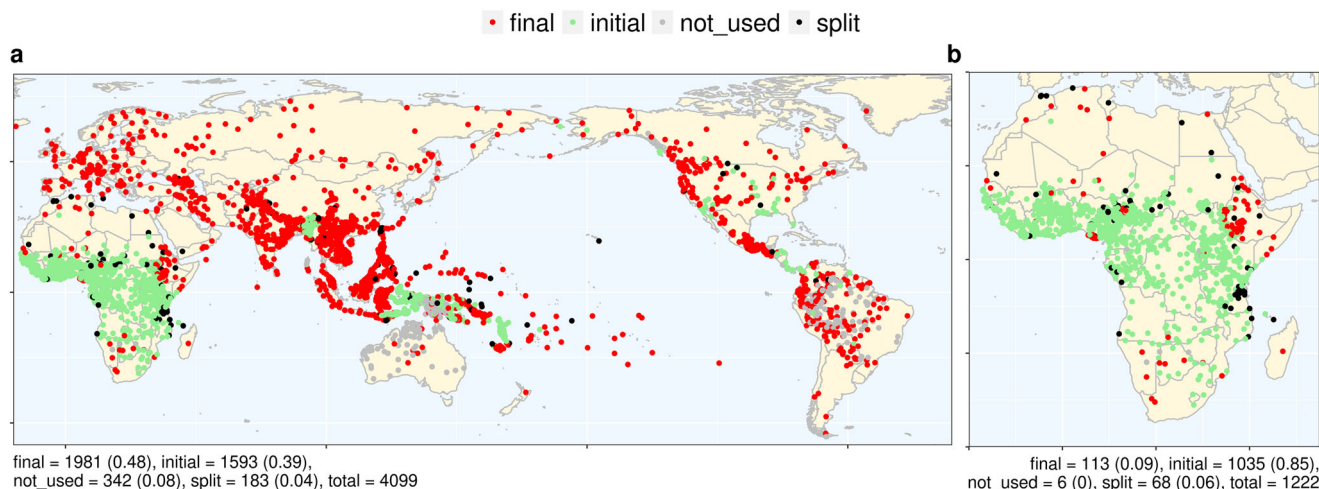 final initial not_used split
a
b
final = 1981 (0.48), initial = 1593 (0.39),
not_used = 342 (0.08), split = 183 (0.04), total = 4099
final = 113 (0.09), initial = 1035 (0.85),
not_used = 6 (0), split = 68 (0.06), total = 1222